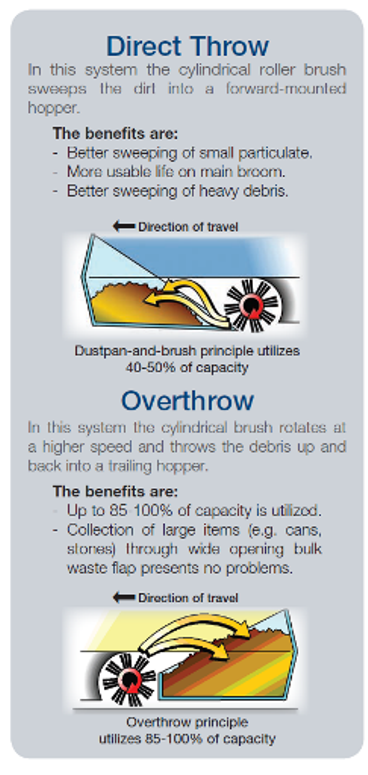 Direct Throw
In this system the cylindrical roller brush
sweeps the dirt into a forward-mounted
hopper.
The benefits are:
- Better sweeping of small particulate.
- More usable life on main broom.
- Better sweeping of heavy debris.
Direction of travel
Dustpan-and-brush principle utilizes
40-50% of capacity
Overthrow
In this system the cylindrical brush rotates at
a higher speed and throws the debris up and
back into a trailing hopper.
The benefits are:
- Up to 85-100% of capacity is utilized.
- Collection of large items (e.g. cans,
stones) through wide opening bulk
waste flap presents no problems.
Direction of travel
Overthrow principle
utilizes 85-100% of capacity